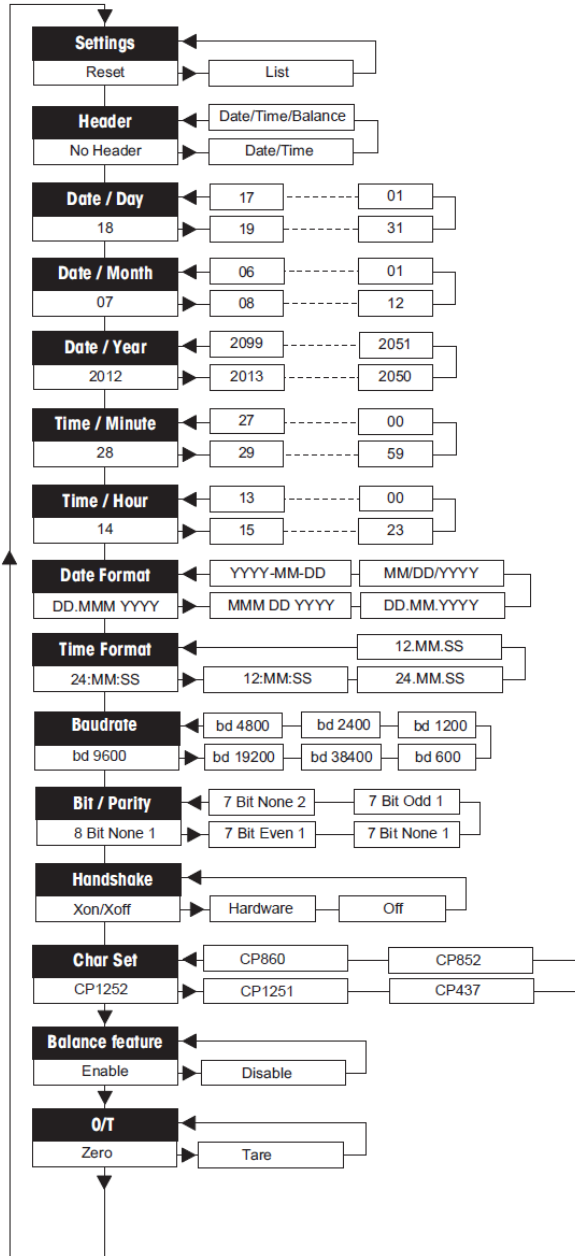 Settings
Reset List
Header Date/Time/Balance
No Header Date/Time
Date / Day 17 01
18 19 31
Date / Month 06 01
07 08 12
Date / Year 2099 2051
2012 2013 2050
Time / Minute 27 00
28 29 59
Time / Hour 13 00
14 15 23
Date Format YYYY-MM-DD MM/DD/YYYY
DD.MMM YYYY MMM DD YYYY DD.MM.YYYY
Time Format 12.MM.SS
24:MM:SS 12:MM:SS 24.MM.SS
Baudrate bd 4800 bd 2400 bd 1200
bd 9600 bd 19200 bd 38400 bd 600
Bit / Parity 7 Bit None 2 7 Bit Odd 1
8 Bit None 1 7 Bit Even 1 7 Bit None 1
Handshake
Xon/Xoff Hardware Off
Char Set CP860 CP852
CP1252 CP1251 CP437
Balance feature
Enable Disable
0/T
Zero Tare